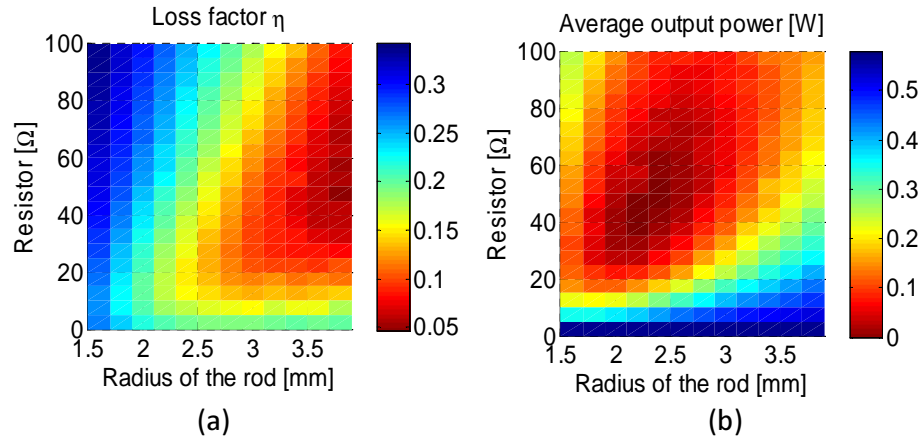 Loss factor η
100
80
60
40
20
0
Resistor [Ω]
1.5 2 2.5 3 3.5
Radius of the rod [mm]
0.3
0.25
0.2
0.15
0.1
0.05
(a)
Average output power [W]
100
80
60
40
20
0
Resistor [Ω]
1.5 2 2.5 3 3.5
Radius of the rod [mm]
0.5
0.4
0.3
0.2
0.1
0
(b)